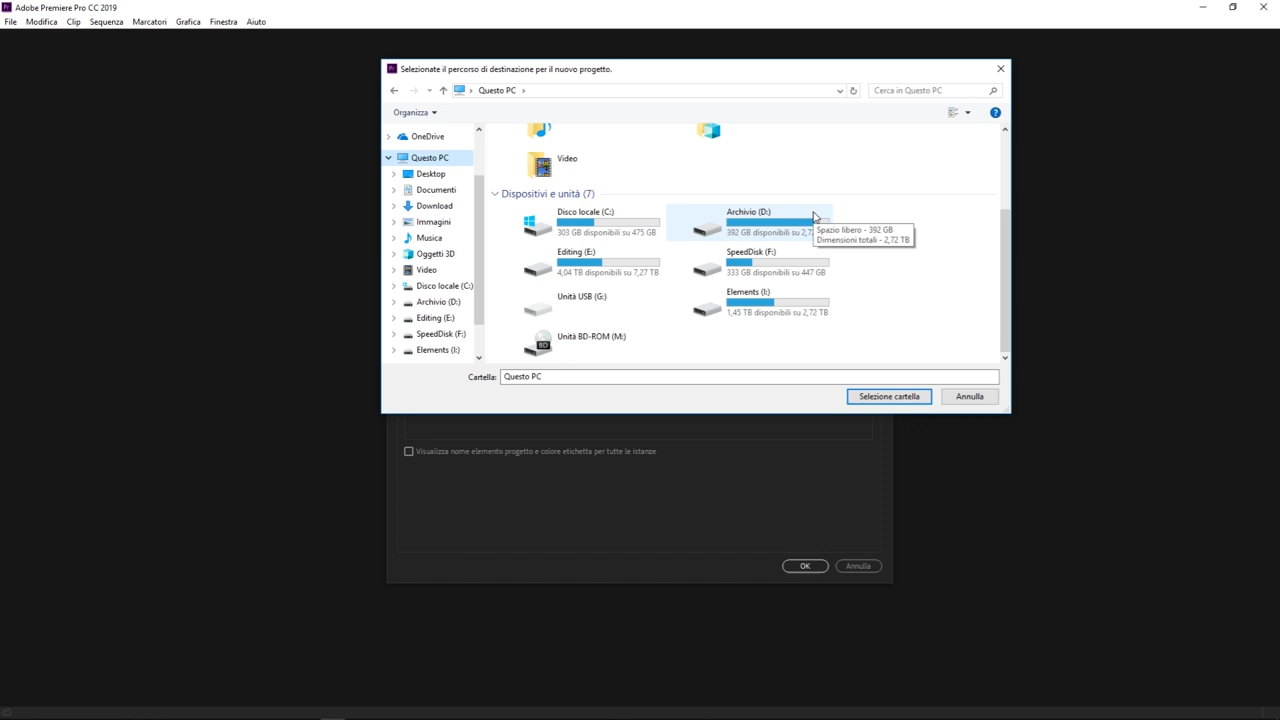 Adobe Premiere Pro CC 2019
File Modifica Clip Sequenza Marcatori Grafica Finestra Aiuto
Selezionate il percorso di destinazione per il nuovo progetto.
Questo PC
Cerca in Questo PC
Organizza
OneDrive
Questo PC
Desktop
Documenti
Download
Immagini
Musica
Oggetti 3D
Video
Disco locale (C:)
Archivio (D:)
Editing (E:)
SpeedDisk (F:)
Elements (I:)
Video
Dispositivi e unità (7)
Disco locale (C:)
303 GB disponibili su 475 GB
Archivio (D:)
392 GB disponibili su 2,72
Spazio libero - 392 GB
Dimensioni totali - 2,72 TB
Editing (E:)
4,04 TB disponibili su 7,27 TB
SpeedDisk (F:)
333 GB disponibili su 447 GB
Unità USB (G:)
Elements (I:)
1,45 TB disponibili su 2,72 TB
BD
Unità BD-ROM (M:)
Cartella: Questo PC
Selezione cartella Annulla
Visualizza nome elemento progetto e colore etichetta per tutte le istanze
OK Annulla